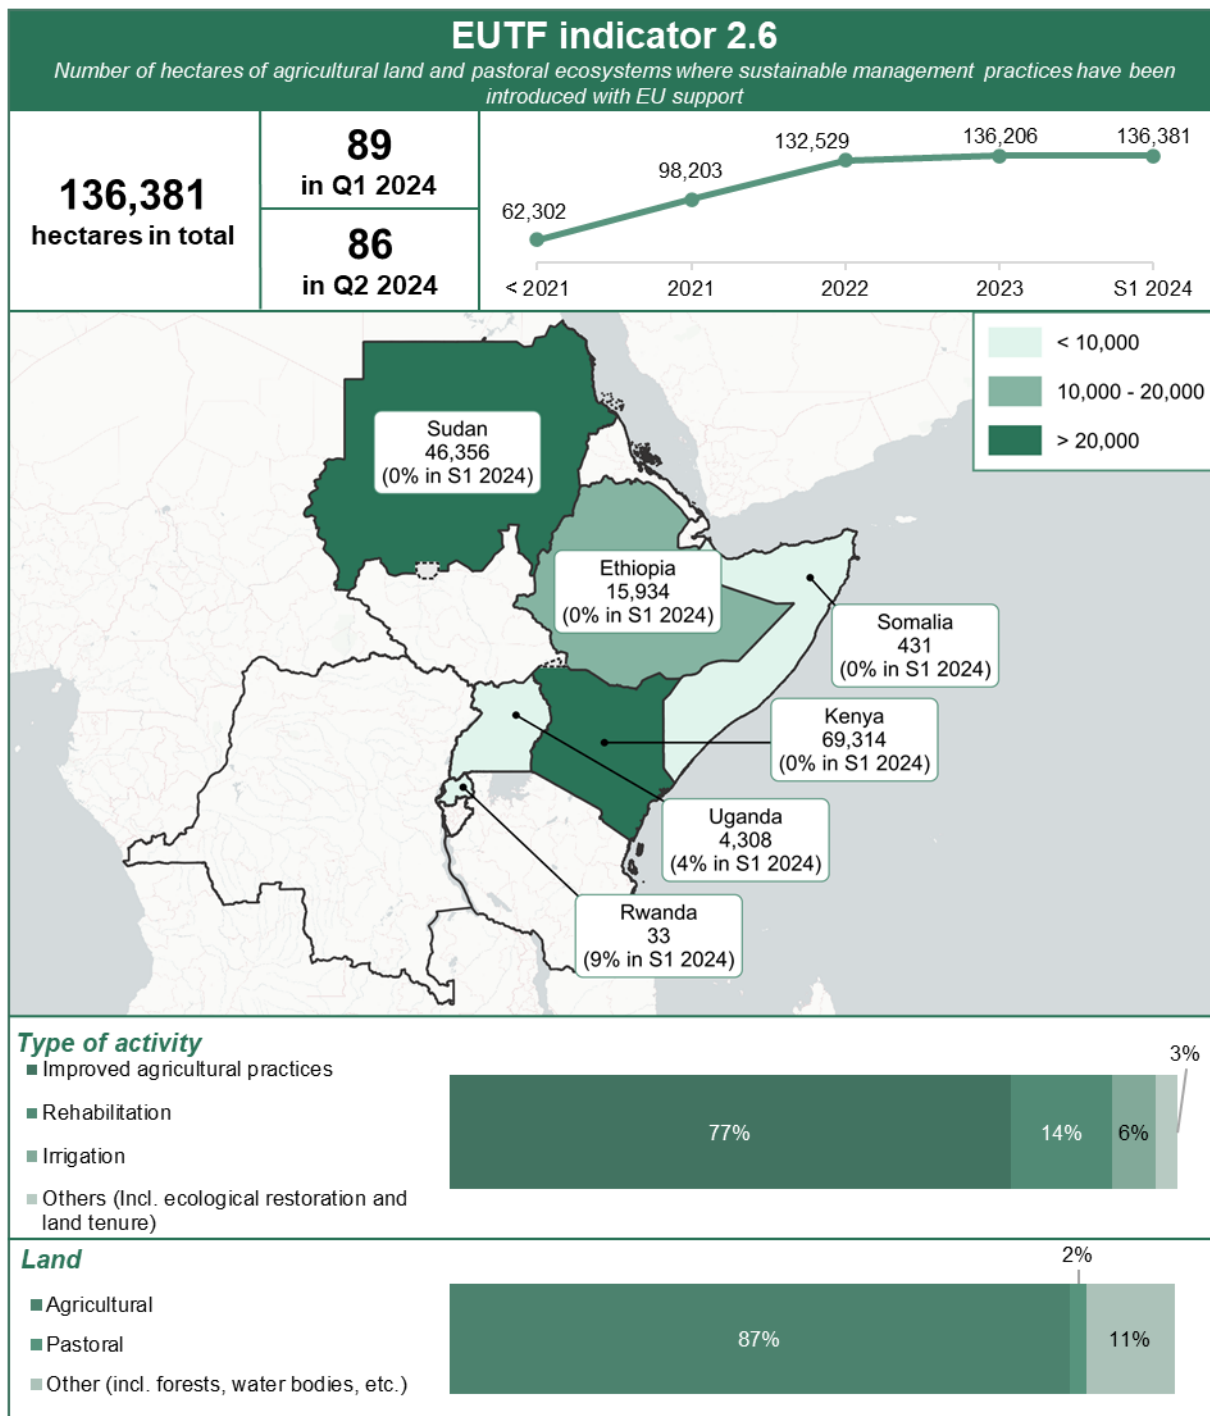 EUTF indicator 2.6
Number of hectares of agricultural land and pastoral ecosystems where sustainable management practices have been
introduced with EU support
136,381
hectares in total
89
in Q1 2024
86
in Q2 2024
62,302
98,203
132,529
136,206
136,381
< 2021
2021
2022
2023
S1 2024
< 10,000
10,000 - 20,000
> 20,000
Sudan
46,356
(0% in S1 2024)
Ethiopia
15,934
(0% in S1 2024)
Somalia
431
(0% in S1 2024)
Kenya
69,314
(0% in S1 2024)
Uganda
4,308
(4% in S1 2024)
Rwanda
33
(9% in S1 2024)
Type of activity
Improved agricultural practices
Rehabilitation
Irrigation
Others (Incl. ecological restoration and
land tenure)
77%
14%
6%
3%
Land
Agricultural
Pastoral
Other (incl. forests, water bodies, etc.)
87%
2%
11%